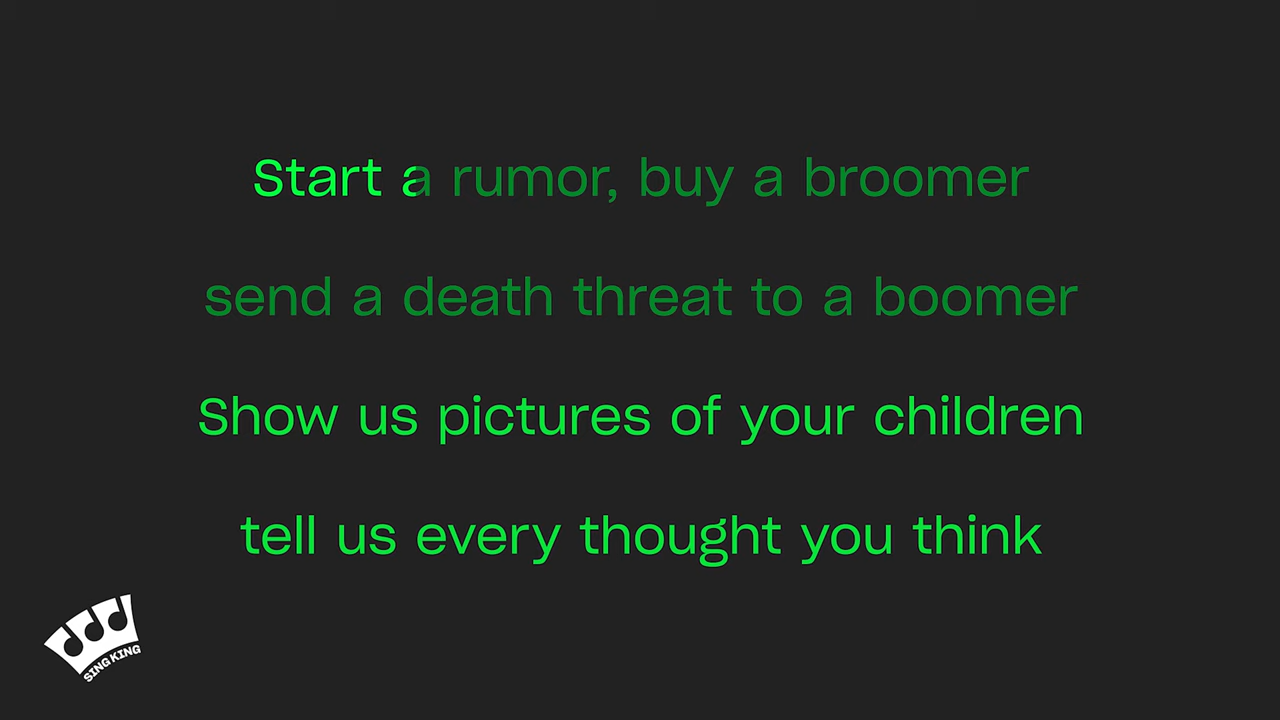 Start a rumor, buy a broomer
send a death threat to a boomer
Show us pictures of your children
tell us every thought you think
SING KING